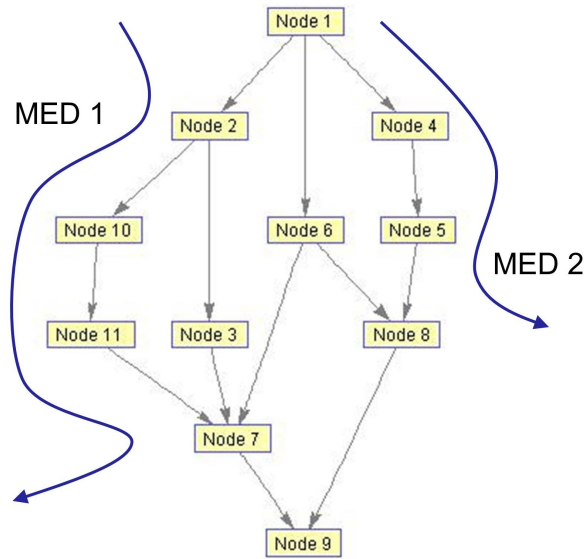 Node 1
MED 1
Node 2
Node 4
Node 10
Node 6
Node 5
MED 2
Node 11
Node 3
Node 8
Node 7
Node 9